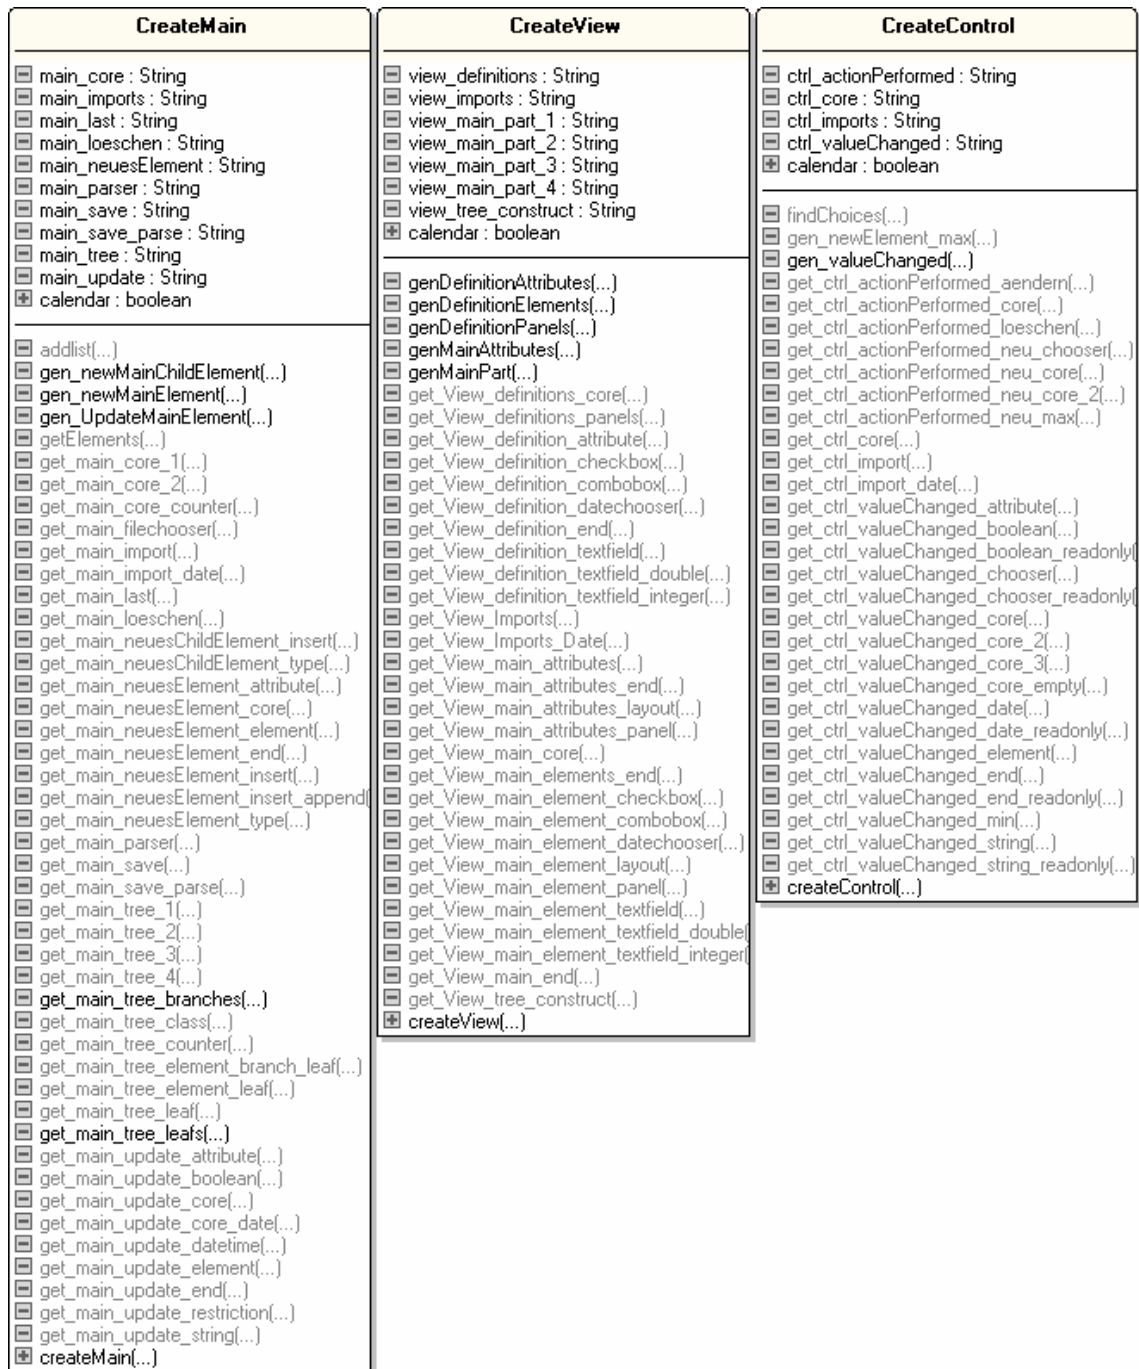 CreateMain
main_core : String
main_imports : String
main_last : String
main_loeschen : String
main_neuesElement : String
main_parser : String
main_save : String
main_save_parse : String
main_tree : String
main_update : String
calendar : boolean
addlist(...)
gen_newMainChildElement(...)
gen_newMainElement(...)
gen_UpdateMainElement(...)
getElements(...)
get_main_core_1(...)
get_main_core_2(...)
get_main_core_counter(...)
get_main_filechooser(...)
get_main_import(...)
get_main_import_date(...)
get_main_last(...)
get_main_loeschen(...)
get_main_neuesChildElement_insert(...)
get_main_neuesChildElement_type(...)
get_main_neuesElement_attribute(...)
get_main_neuesElement_core(...)
get_main_neuesElement_element(...)
get_main_neuesElement_end(...)
get_main_neuesElement_insert(...)
get_main_neuesElement_insert_append(
get_main_neuesElement_type(...)
get_main_parser(...)
get_main_save(...)
get_main_save_parse(...)
get_main_tree_1(...)
get_main_tree_2(...)
get_main_tree_3(...)
get_main_tree_4(...)
get_main_tree_branches(...)
get_main_tree_class(...)
get_main_tree_counter(...)
get_main_tree_element_branch_leaf(...)
get_main_tree_element_leaf(...)
get_main_tree_leaf(...)
get_main_tree_leafs(...)
get_main_update_attribute(...)
get_main_update_boolean(...)
get_main_update_core(...)
get_main_update_core_date(...)
get_main_update_datetime(...)
get_main_update_element(...)
get_main_update_end(...)
get_main_update_restriction(...)
get_main_update_string(...)
createMain(...)
CreateView
view_definitions : String
view_imports : String
view_main_part_1 : String
view_main_part_2 : String
view_main_part_3 : String
view_main_part_4 : String
view_tree_construct : String
calendar : boolean
genDefinitionAttributes(...)
genDefinitionElements(...)
genDefinitionPanels(...)
genMainAttributes(...)
genMainPart(...)
get_View_definitions_core(...)
get_View_definitions_panels(...)
get_View_definition_attribute(...)
get_View_definition_checkbox(...)
get_View_definition_combobox(...)
get_View_definition_datechooser(...)
get_View_definition_end(...)
get_View_definition_textfield(...)
get_View_definition_textfield_double(...)
get_View_definition_textfield_integer(...)
get_View_Imports(...)
get_View_Imports_Date(...)
get_View_main_attributes(...)
get_View_main_attributes_end(...)
get_View_main_attributes_layout(...)
get_View_main_attributes_panel(...)
get_View_main_core(...)
get_View_main_elements_end(...)
get_View_main_element_checkbox(...)
get_View_main_element_combobox(...)
get_View_main_element_datechooser(...)
get_View_main_element_layout(...)
get_View_main_element_panel(...)
get_View_main_element_textfield(...)
get_View_main_element_textfield_double(
get_View_main_element_textfield_integer(
get_View_main_end(...)
get_View_tree_construct(...)
createView(...)
CreateControl
ctrl_actionPerformed : String
ctrl_core : String
ctrl_imports : String
ctrl_valueChanged : String
calendar : boolean
findChoices(...)
gen_newElement_max(...)
gen_valueChanged(...)
get_ctrl_actionPerformed_aendern(...)
get_ctrl_actionPerformed_core(...)
get_ctrl_actionPerformed_loeschen(...)
get_ctrl_actionPerformed_neu_chooser(...)
get_ctrl_actionPerformed_neu_core(...)
get_ctrl_actionPerformed_neu_core_2(...)
get_ctrl_actionPerformed_neu_max(...)
get_ctrl_core(...)
get_ctrl_import(...)
get_ctrl_import_date(...)
get_ctrl_valueChanged_attribute(...)
get_ctrl_valueChanged_boolean(...)
get_ctrl_valueChanged_boolean_readonly(
get_ctrl_valueChanged_chooser(...)
get_ctrl_valueChanged_chooser_readonly(
get_ctrl_valueChanged_core(...)
get_ctrl_valueChanged_core_2(...)
get_ctrl_valueChanged_core_3(...)
get_ctrl_valueChanged_core_empty(...)
get_ctrl_valueChanged_date(...)
get_ctrl_valueChanged_date_readonly(...)
get_ctrl_valueChanged_element(...)
get_ctrl_valueChanged_end(...)
get_ctrl_valueChanged_end_readonly(...)
get_ctrl_valueChanged_min(...)
get_ctrl_valueChanged_string(...)
get_ctrl_valueChanged_string_readonly(...)
createControl(...)